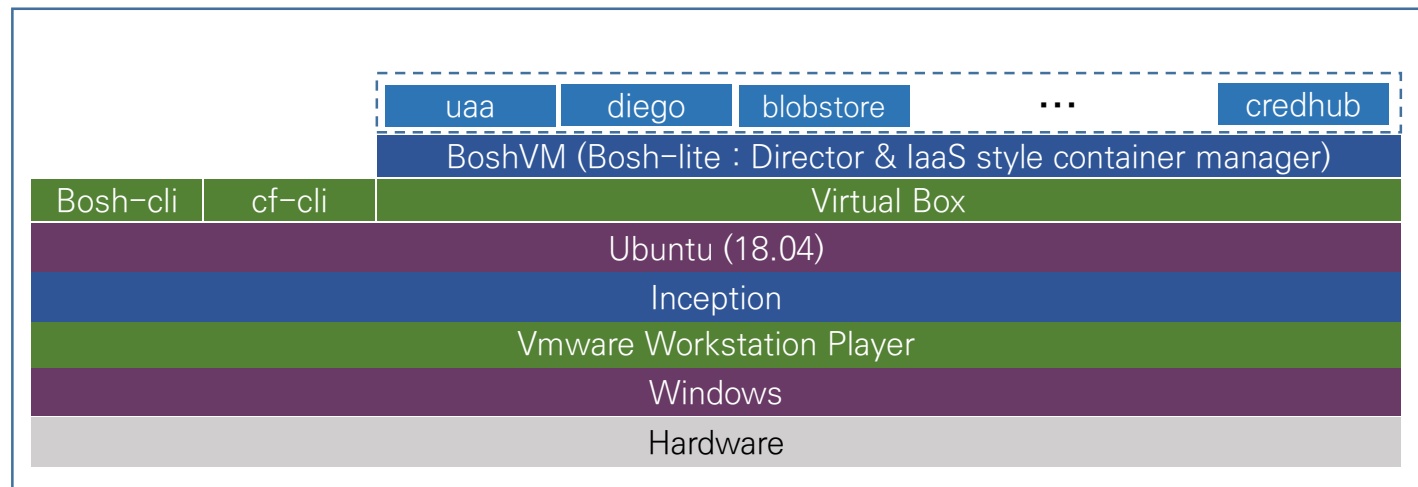 uaa diego blobstore ... credhub
BoshVM (Bosh-lite : Director & IaaS style container manager)
Bosh-cli cf-cli Virtual Box
Ubuntu (18.04)
Inception
Vmware Workstation Player
Windows
Hardware